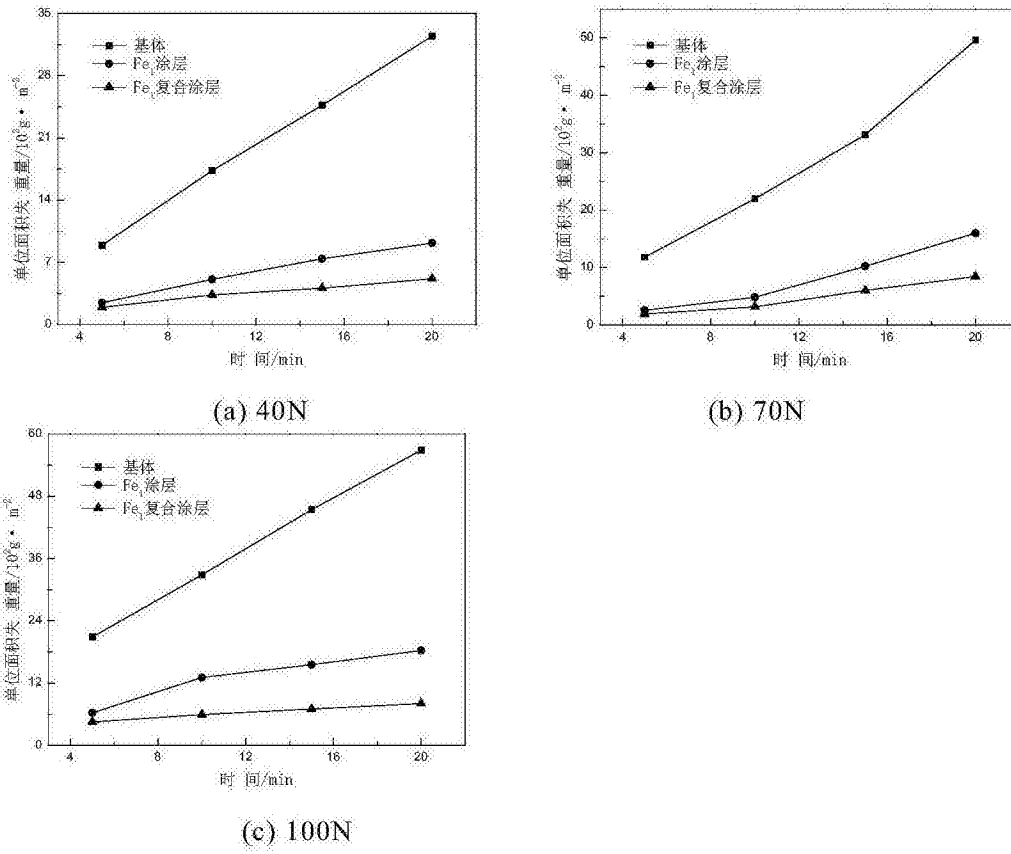 35
28
21
14
7
0
单位面积失 重量/10²g· m⁻²
基体
Fe₁涂层
Fe₁复合涂层
4 8 12 16 20
时 间/min
(a) 40N
50
40
30
20
10
0
单位面积失 重量/10²g· m⁻²
基体
Fe₁涂层
Fe₁复合涂层
4 8 12 16 20
时 间/min
(b) 70N
60
48
36
24
12
0
单位面积失 重量/10²g· m⁻²
基体
Fe₁涂层
Fe₁复合涂层
4 8 12 16 20
时 间/min
(c) 100N